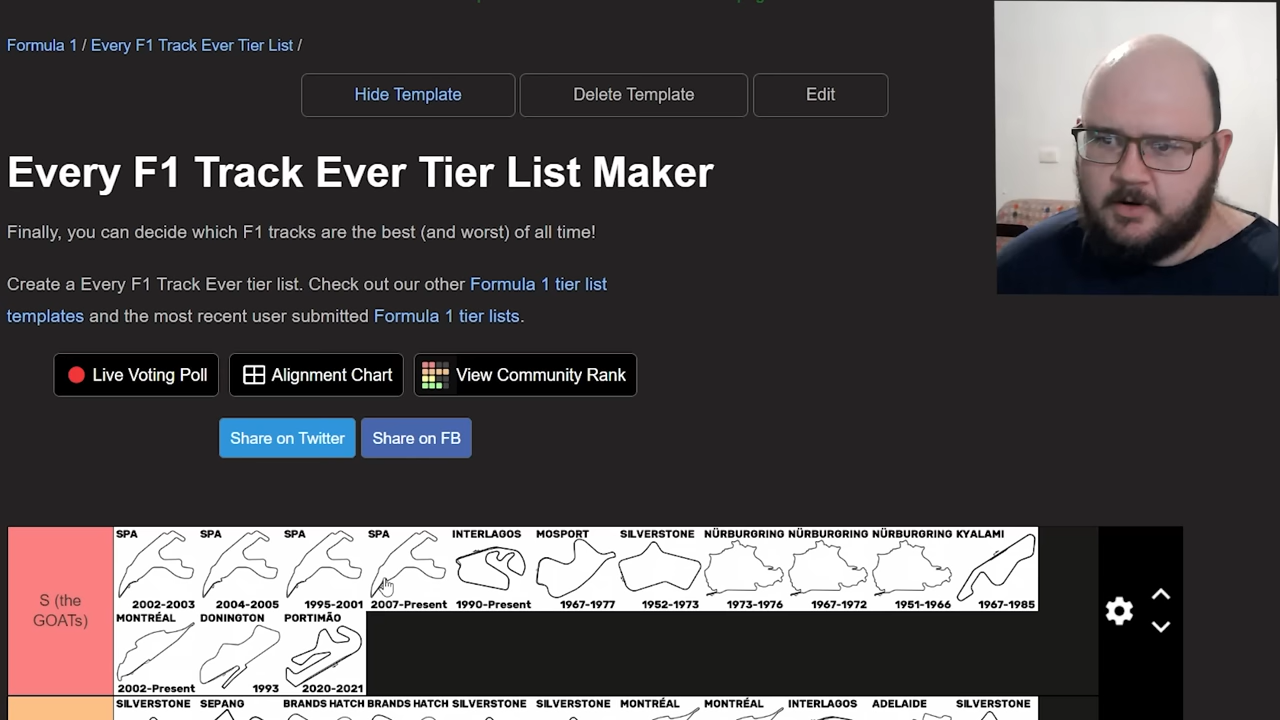 Formula 1 / Every F1 Track Ever Tier List /
Hide Template
Delete Template
Edit
Every F1 Track Ever Tier List Maker
Finally, you can decide which F1 tracks are the best (and worst) of all time!
Create a Every F1 Track Ever tier list. Check out our other Formula 1 tier list
templates and the most recent user submitted Formula 1 tier lists.
Live Voting Poll
Alignment Chart
View Community Rank
Share on Twitter
Share on FB
S (the
GOATs)
SPA SPA SPA SPA INTERLAGOS MOSPORT SILVERSTONE NÜRBURGRING NÜRBURGRING NÜRBURGRING KYALAMI
2002-2003 2004-2005 1995-2001 2007-Present 1990-Present 1967-1977 1952-1973 1973-1976 1967-1972 1951-1966 1967-1985
MONTRÉAL DONINGTON PORTIMÃO
2002-Present 1993 2020-2021
SILVERSTONE SEPANG BRANDS HATCH BRANDS HATCH SILVERSTONE SILVERSTONE MONTRÉAL MONTRÉAL INTERLAGOS ADELAIDE SILVERSTONE